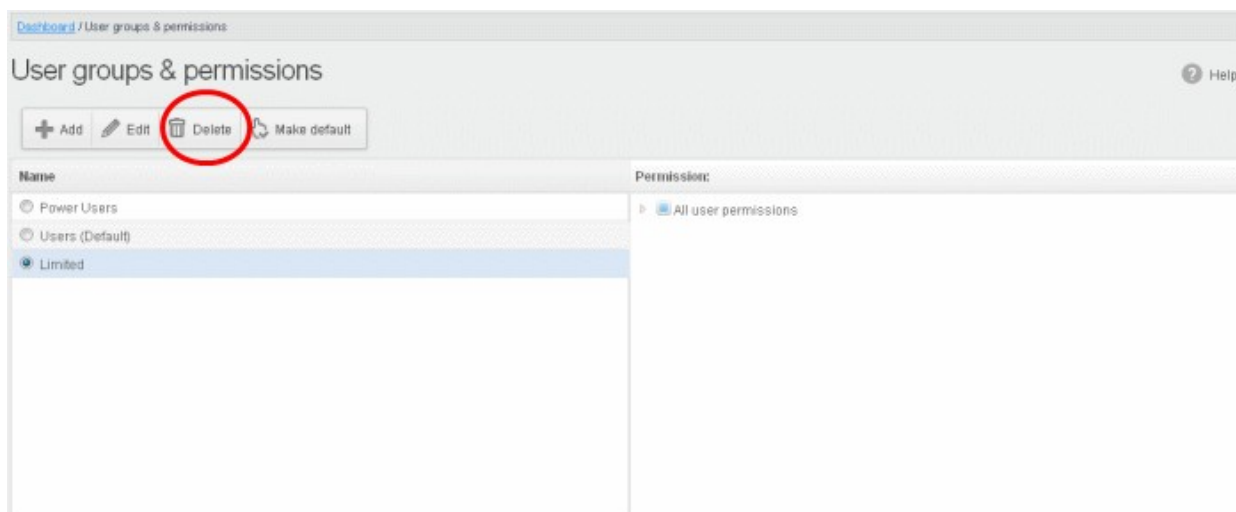 Dashboard / User groups & permissions
User groups & permissions
Help
Add Edit Delete Make default
Name Permission:
Power Users All user permissions
Users (Default)
Limited